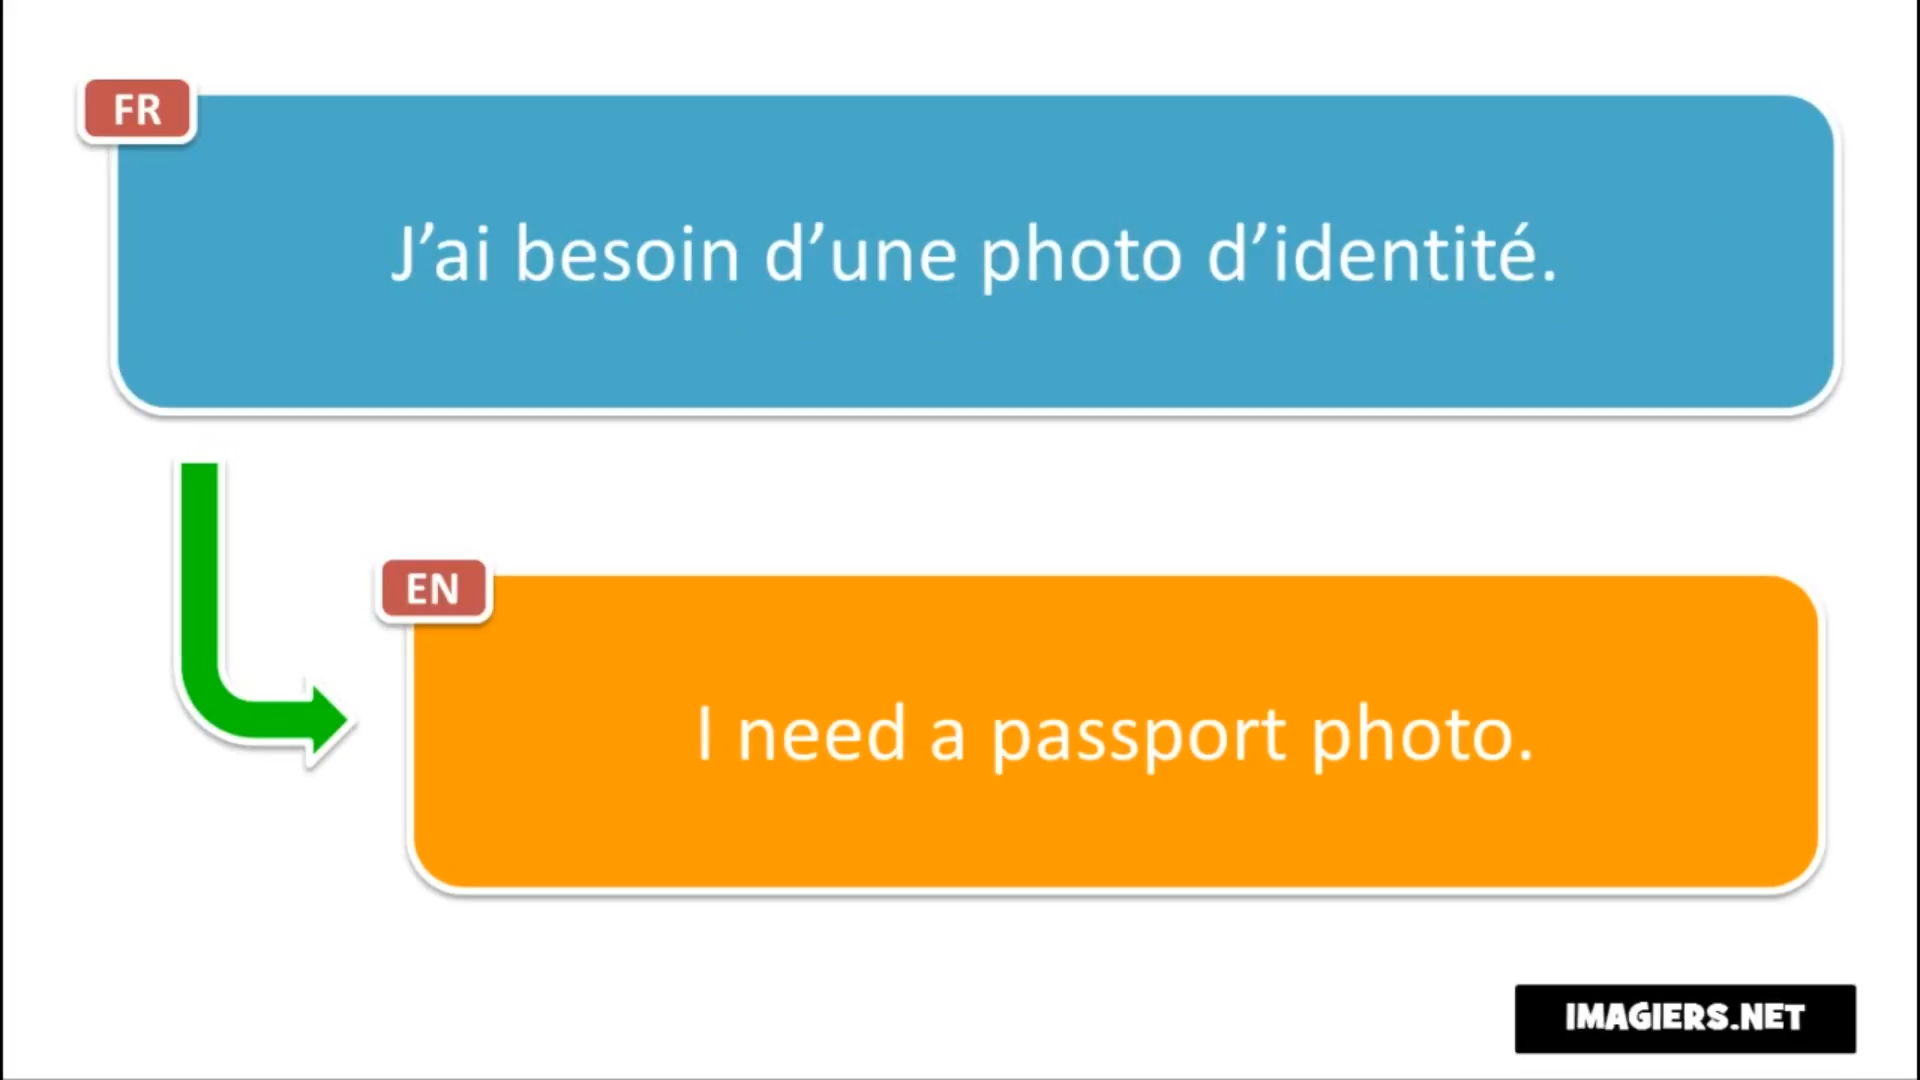 FR
J’ai besoin d’une photo d’identité.
EN
I need a passport photo.
IMAGIERS.NET